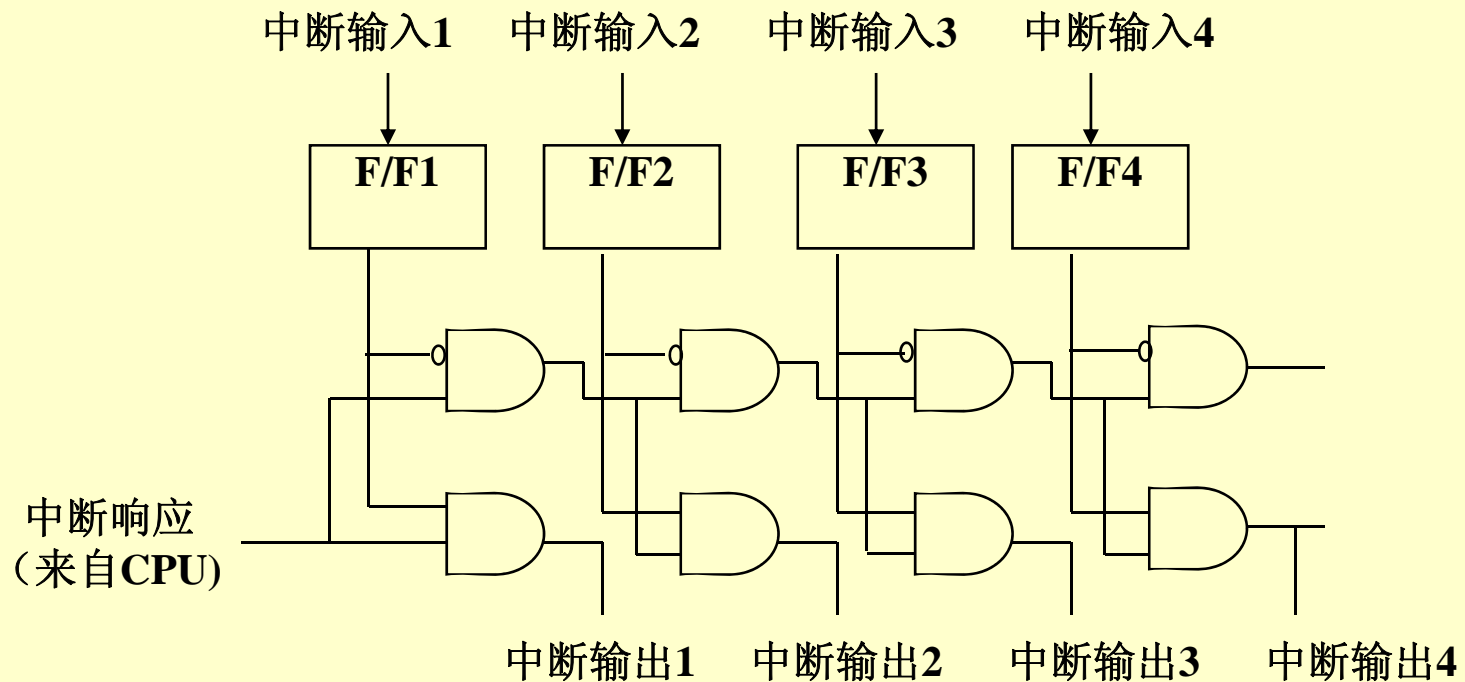 中断输入1
中断输入2
中断输入3
中断输入4
F/F1
F/F2
F/F3
F/F4
中断响应
（来自CPU)
中断输出1
中断输出2
中断输出3
中断输出4